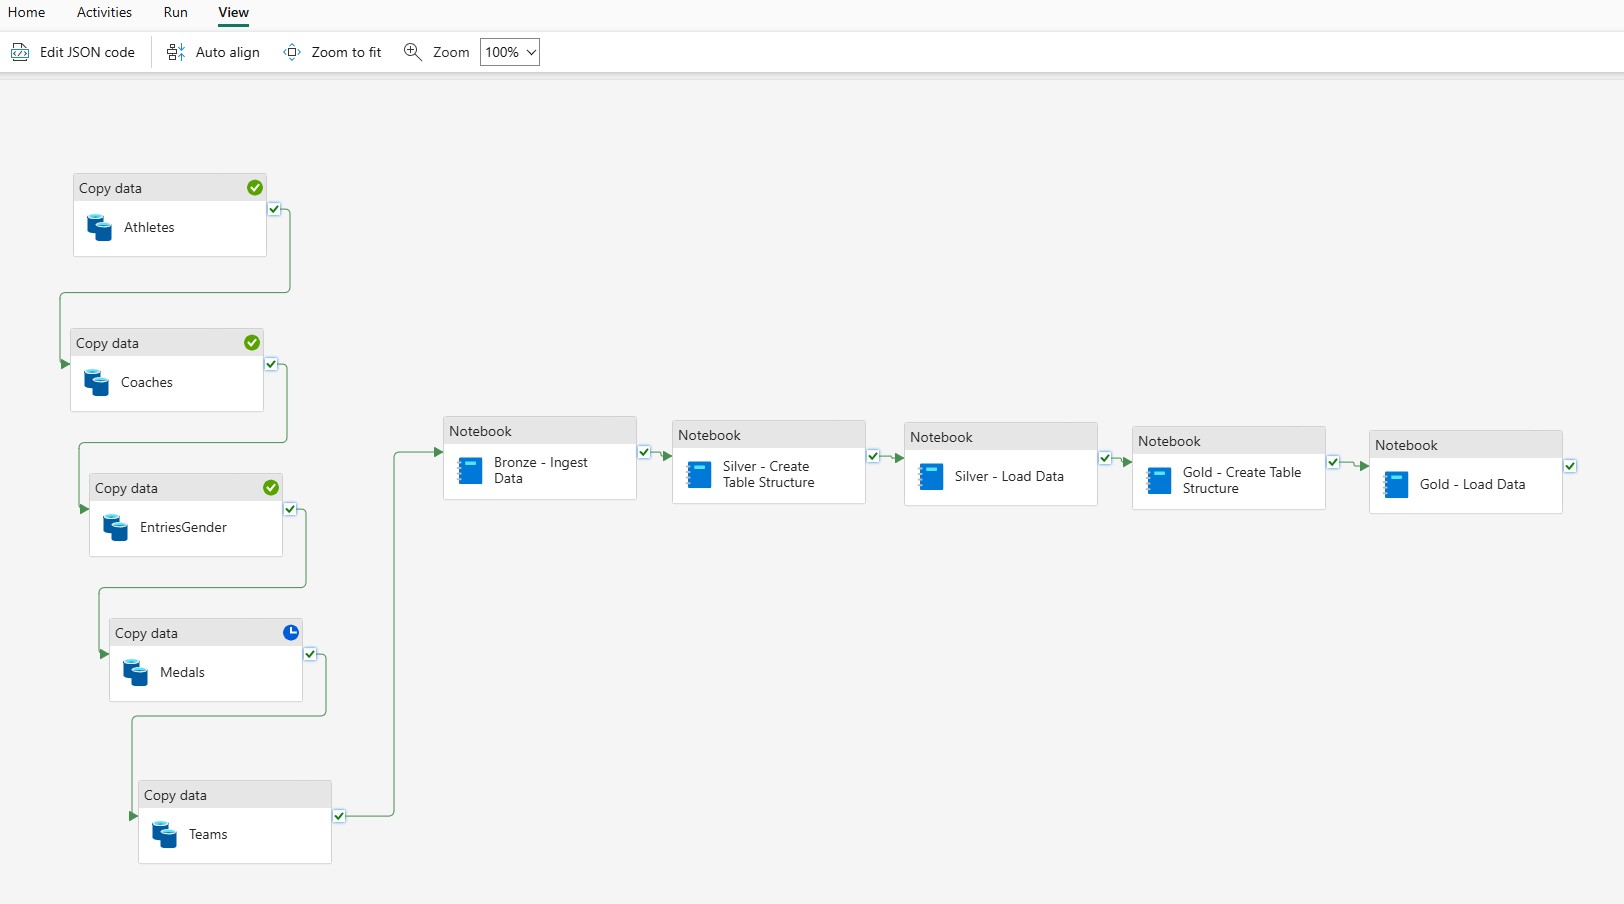 Home Activities Run View
Edit JSON code Auto align Zoom to fit Zoom 100%
Copy data
Athletes
Copy data
Coaches
Copy data
EntriesGender
Copy data
Medals
Copy data
Teams
Notebook
Bronze - Ingest
Data
Notebook
Silver - Create
Table Structure
Notebook
Silver - Load Data
Notebook
Gold - Create Table
Structure
Notebook
Gold - Load Data